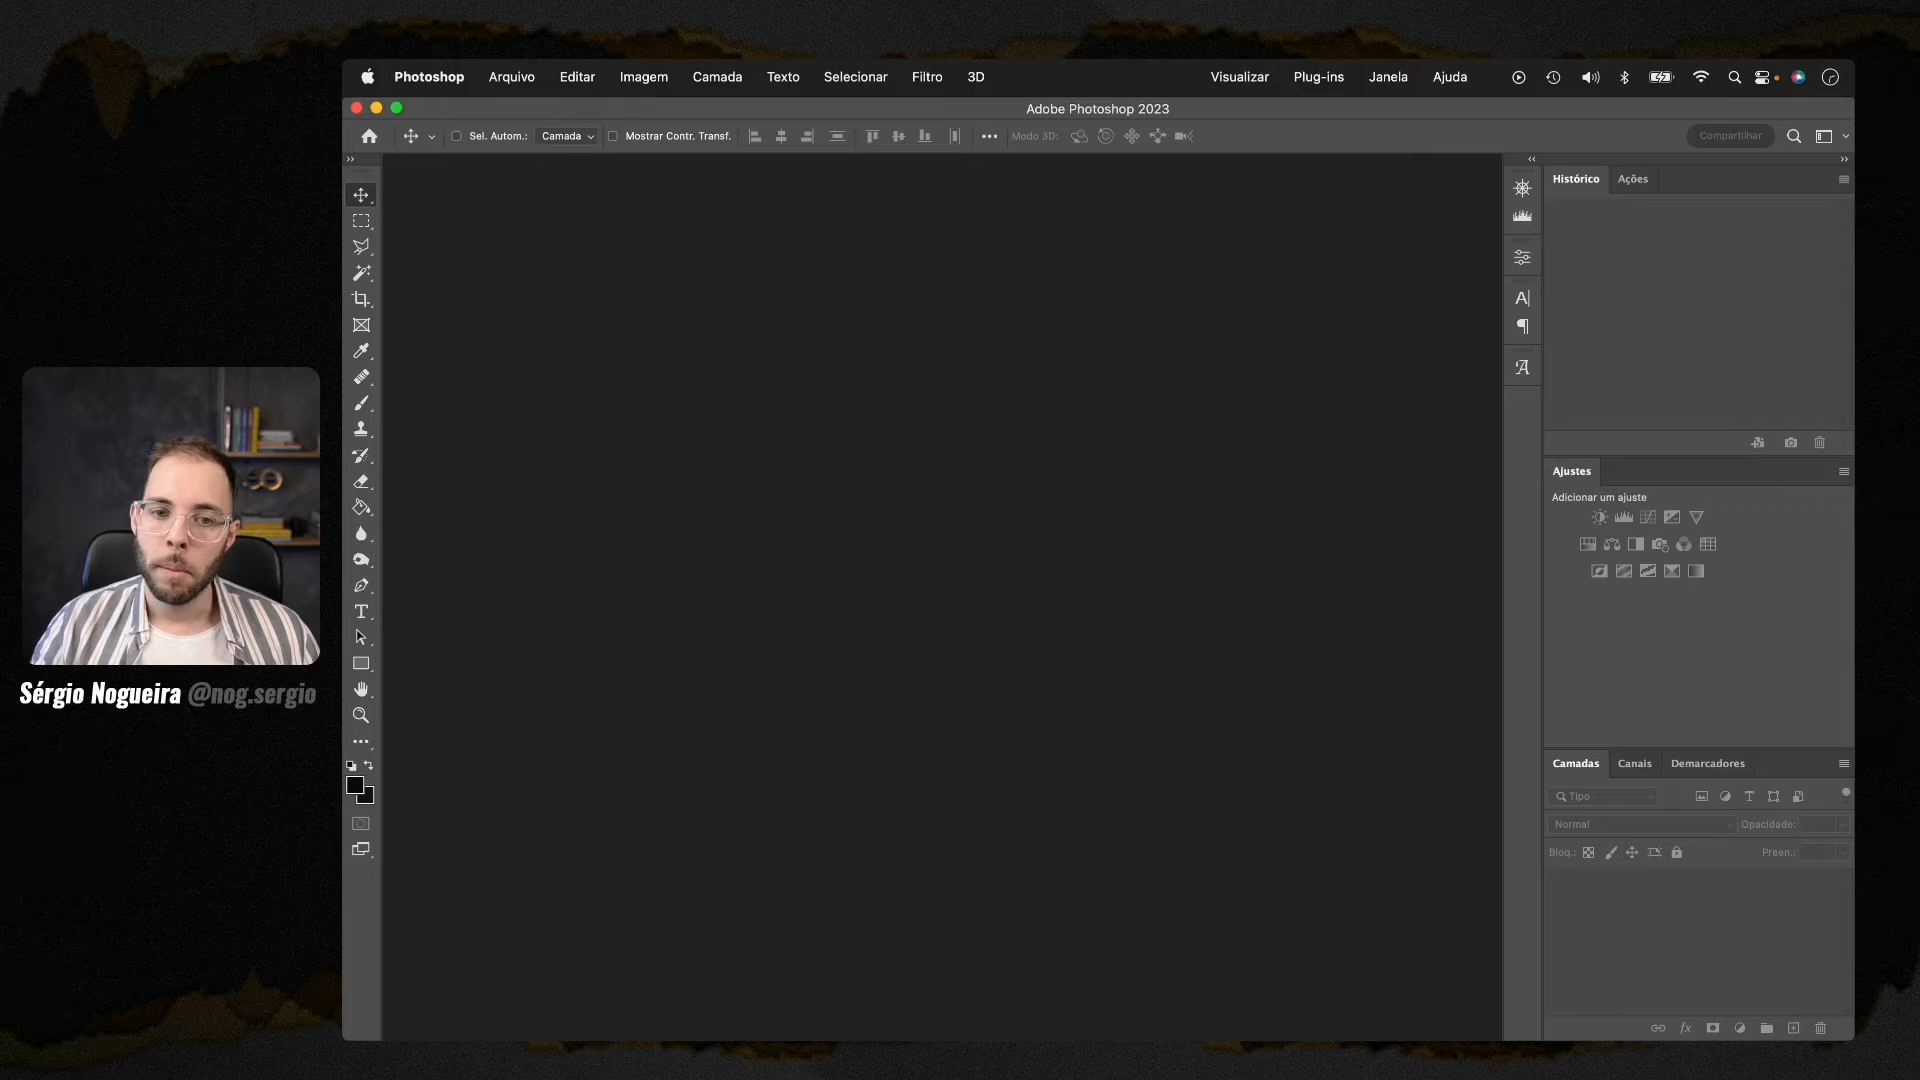 Photoshop Arquivo Editar Imagem Camada Texto Selecionar Filtro 3D Visualizar Plug-ins Janela Ajuda
Adobe Photoshop 2023
Sel. Autom.: Camada Mostrar Contr. Transf. Modo 3D: Compartilhar
Histórico Ações
Ajustes
Adicionar um ajuste
Camadas Canais Demarcadores
Tipo
Normal Opacidade:
Bloq.: Preen.:
fx
Sérgio Nogueira @nog.sergio